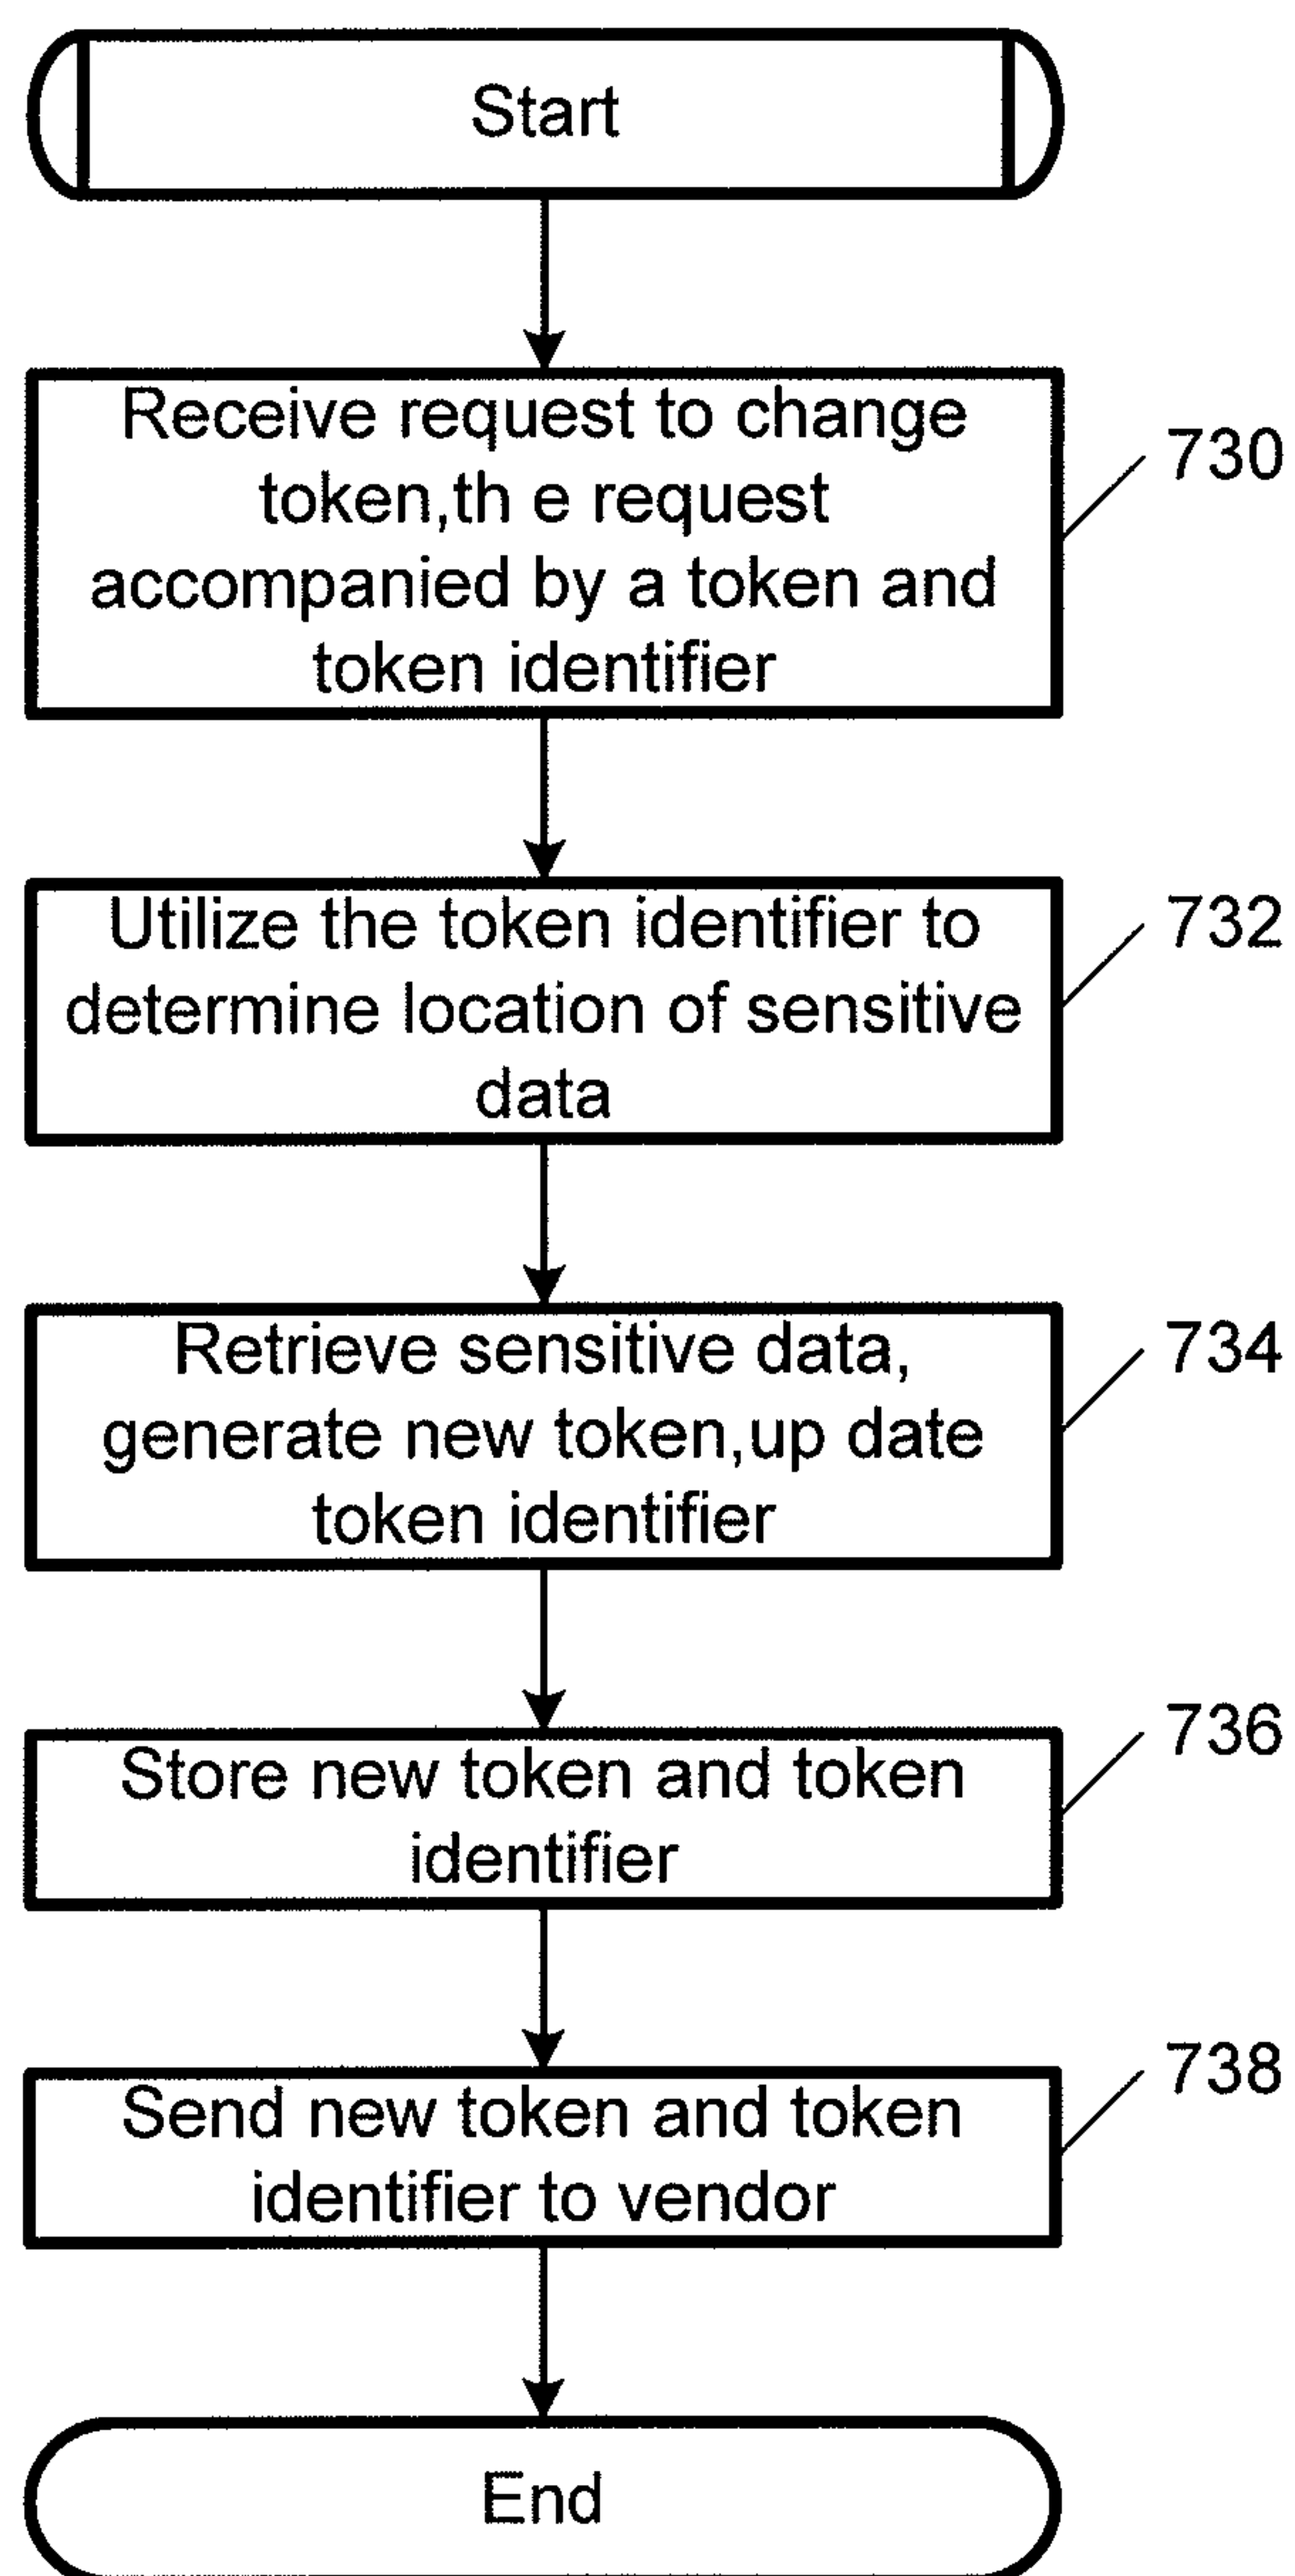 Start
Receive request to change
token,th e request
accompanied by a token and
token identifier
730
Utilize the token identifier to
determine location of sensitive
data
732
Retrieve sensitive data,
generate new token,up date
token identifier
734
Store new token and token
identifier
736
Send new token and token
identifier to vendor
738
End